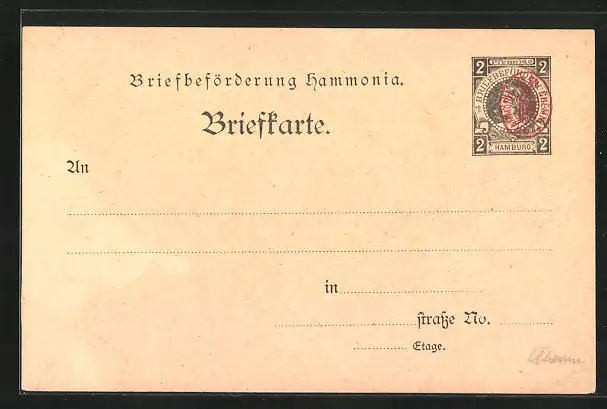 Briefbeförderung Hammonia.
2 2
Briefkarte.
2 HAMBURG 2
An
in
straße No.
Etage.